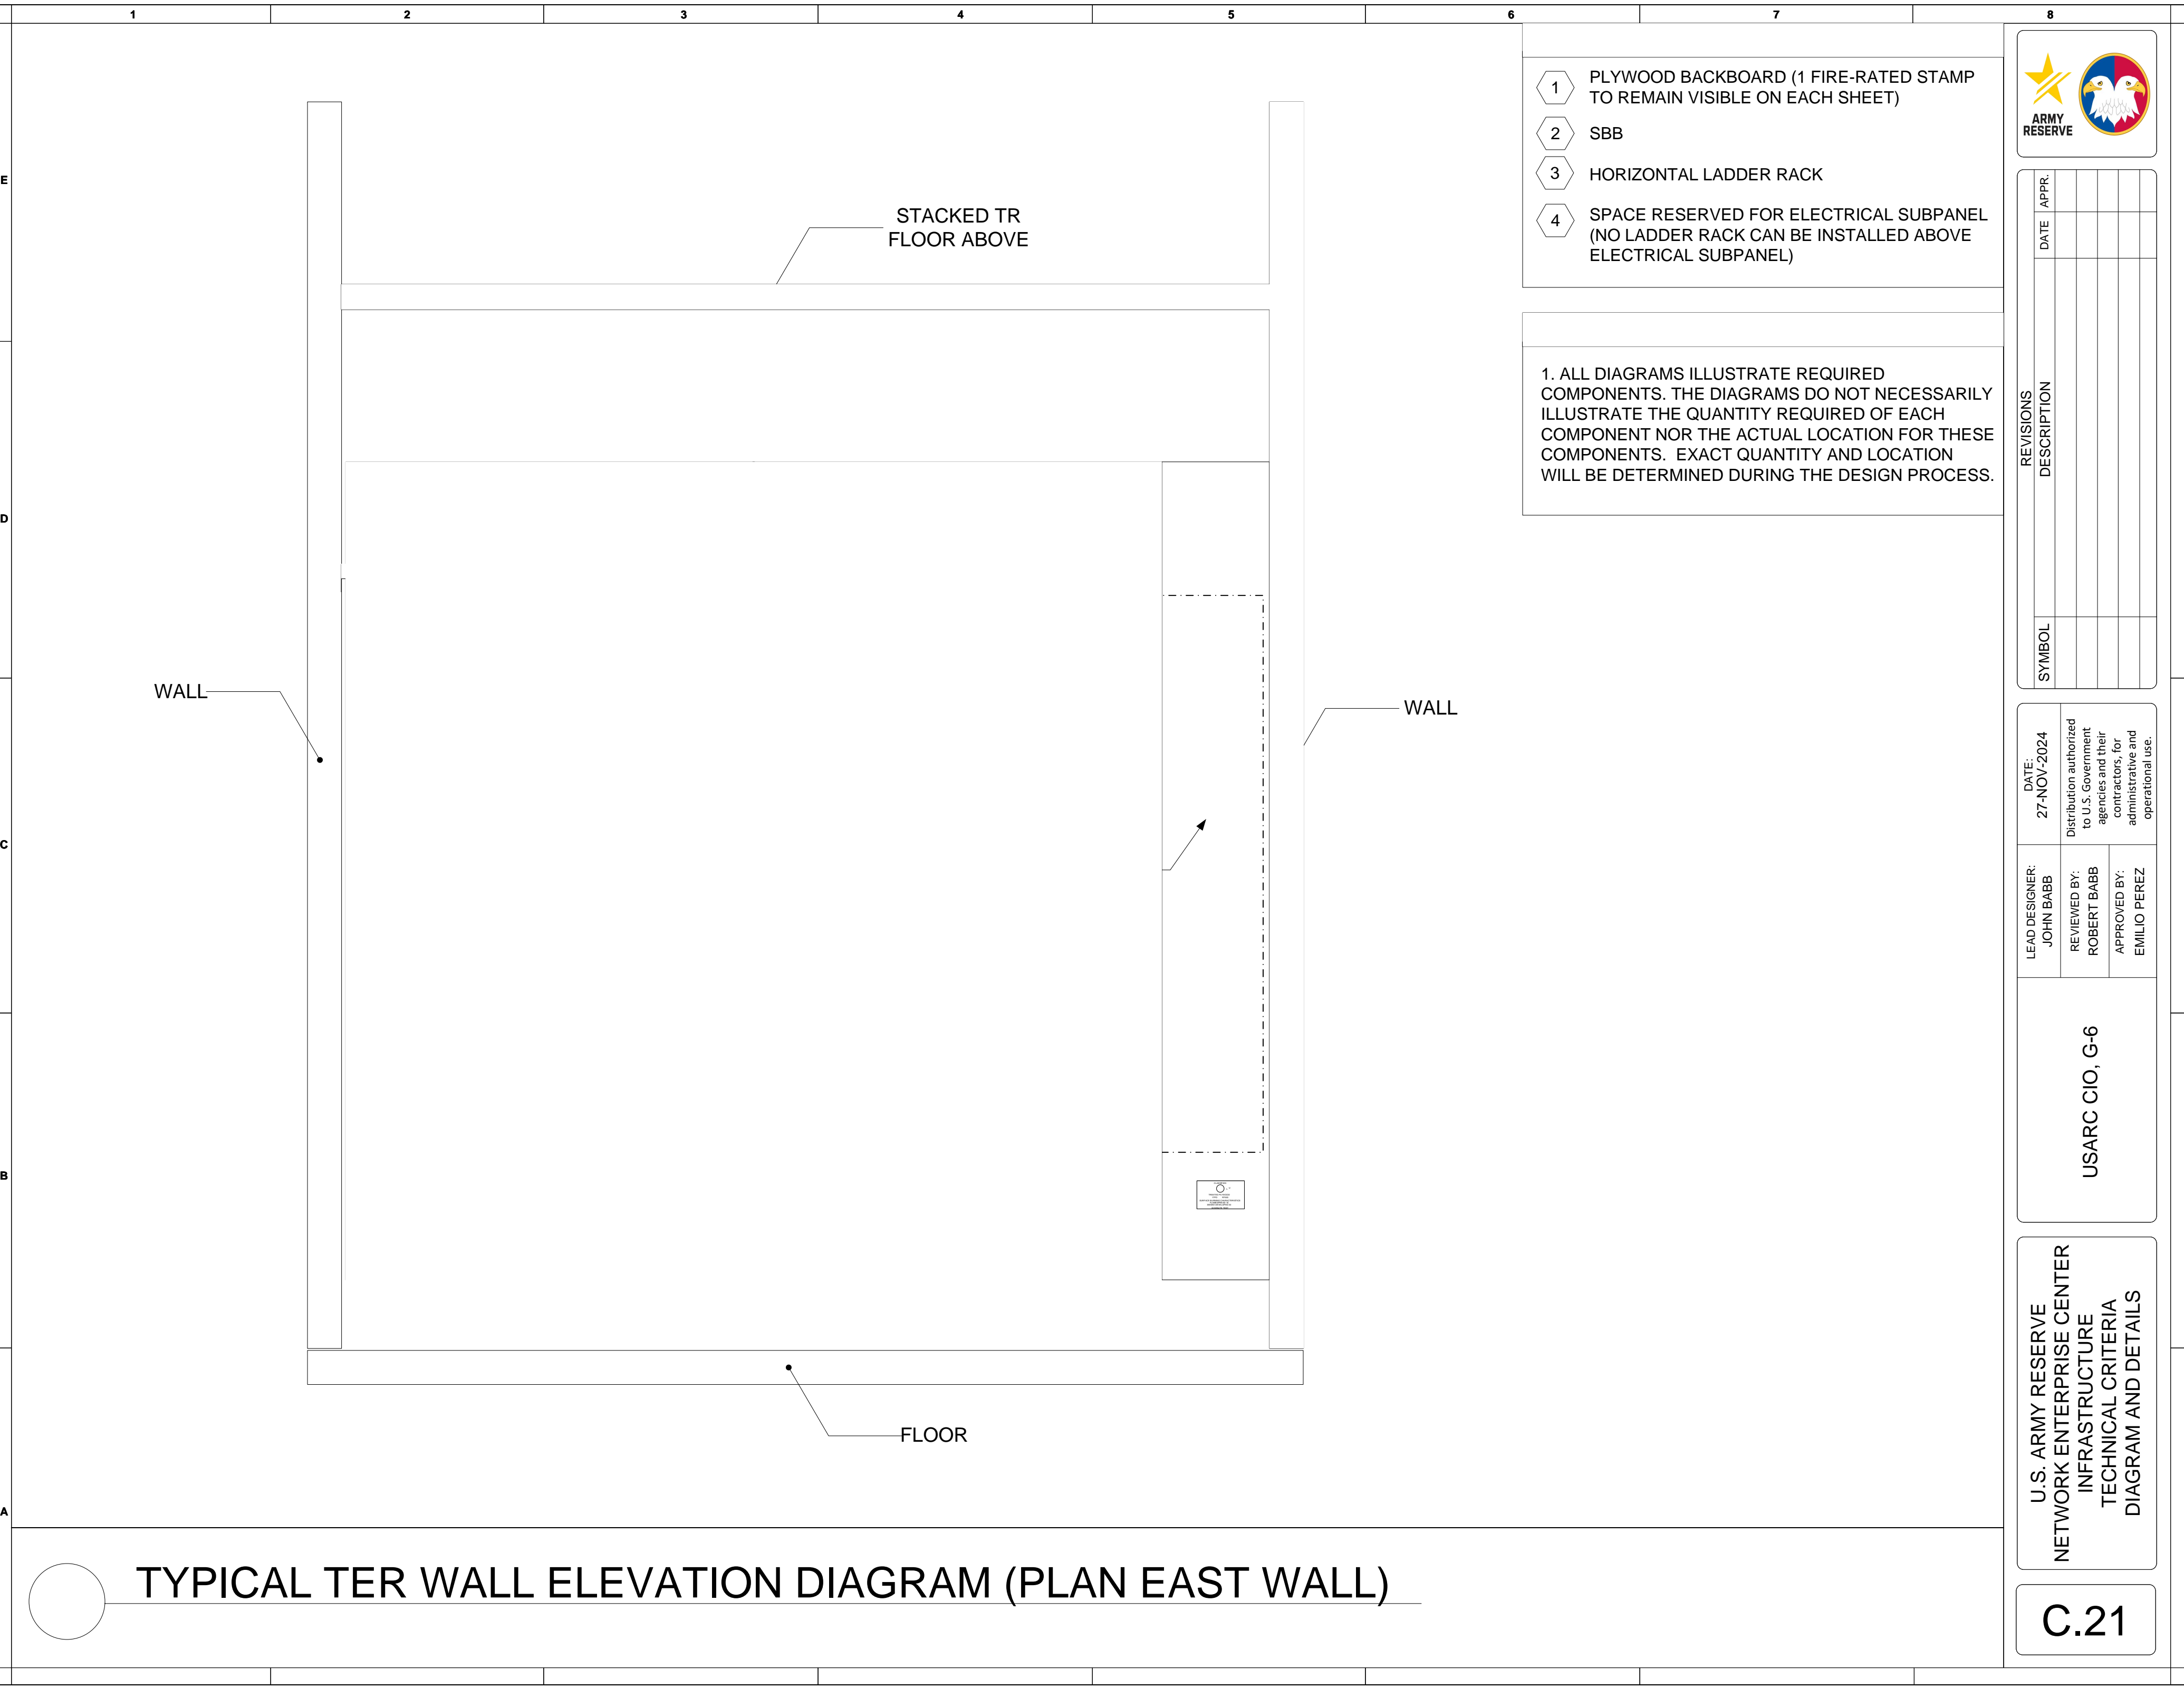 1
2
3
4
5
6
7
8
E
D
C
B
A
STACKED TR
FLOOR ABOVE
WALL
WALL
FLOOR
1
PLYWOOD BACKBOARD (1 FIRE-RATED STAMP
TO REMAIN VISIBLE ON EACH SHEET)
2
SBB
3
HORIZONTAL LADDER RACK
4
SPACE RESERVED FOR ELECTRICAL SUBPANEL
(NO LADDER RACK CAN BE INSTALLED ABOVE
ELECTRICAL SUBPANEL)
1. ALL DIAGRAMS ILLUSTRATE REQUIRED
COMPONENTS. THE DIAGRAMS DO NOT NECESSARILY
ILLUSTRATE THE QUANTITY REQUIRED OF EACH
COMPONENT NOR THE ACTUAL LOCATION FOR THESE
COMPONENTS. EXACT QUANTITY AND LOCATION
WILL BE DETERMINED DURING THE DESIGN PROCESS.
ARMY
RESERVE
REVISIONS
SYMBOL
DESCRIPTION
DATE
APPR.
DATE:
27-NOV-2024
Distribution authorized
to U.S. Government
agencies and their
contractors, for
administrative and
operational use.
LEAD DESIGNER:
JOHN BABB
REVIEWED BY:
ROBERT BABB
APPROVED BY:
EMILIO PEREZ
USARC CIO, G-6
U.S. ARMY RESERVE
NETWORK ENTERPRISE CENTER
INFRASTRUCTURE
TECHNICAL CRITERIA
DIAGRAM AND DETAILS
TYPICAL TER WALL ELEVATION DIAGRAM (PLAN EAST WALL)
C.21